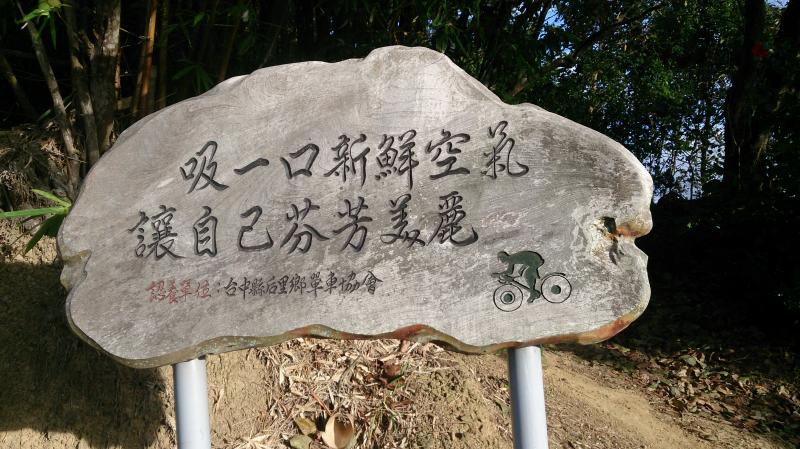 吸一口新鮮空氣
讓自己芬芳美麗
認養單位：台中縣后里鄉單車協會